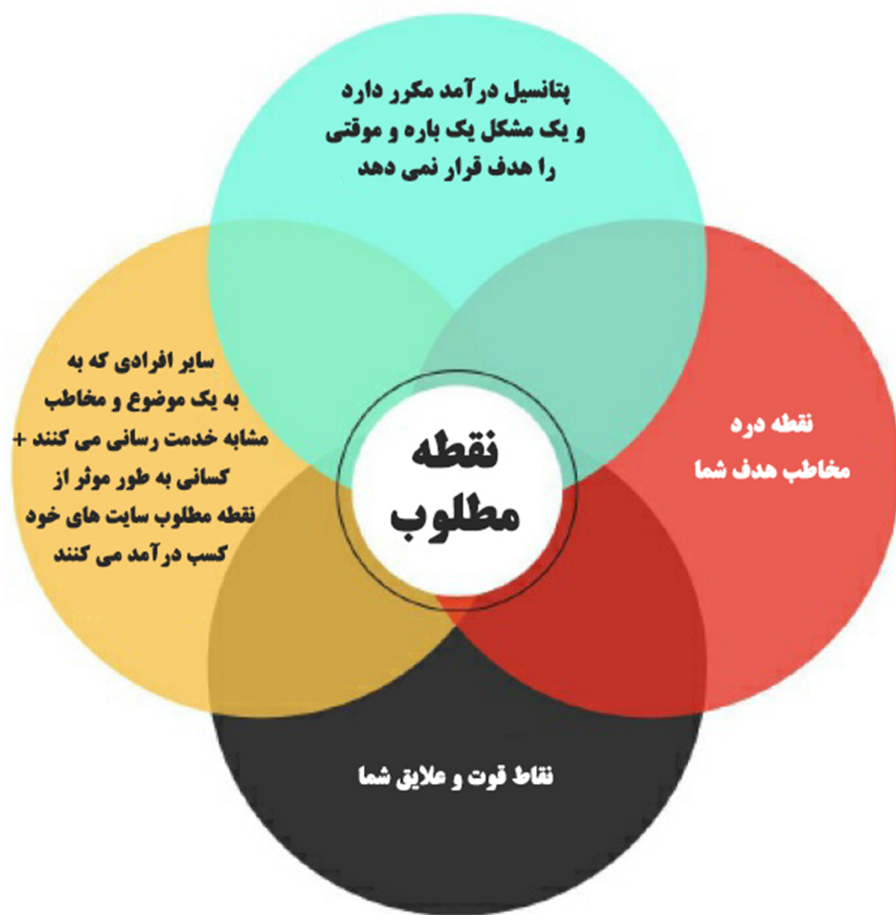 پتانسیل درآمد مکرر دارد
و یک مشکل یک باره و موقتی
را هدف قرار نمی دهد
نقطه درد
مخاطب هدف شما
سایر افرادی که به
به یک موضوع و مخاطب
مشابه خدمت رسانی می کنند +
کسانی به طور موثر از
نقطه مطلوب سایت های خود
کسب درآمد می کنند
نقطه
مطلوب
نقاط قوت و علایق شما